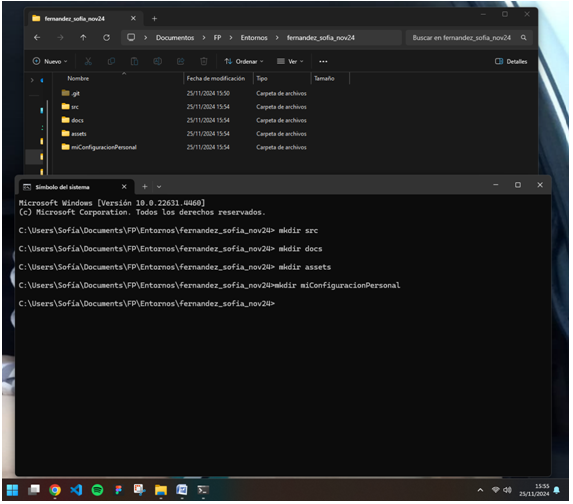 fernandez_sofia_nov24
Documentos > FP > Entornos > fernandez_sofia_nov24
Buscar en fernandez_sofia_nov24
Nuevo
Ordenar
Ver
Detalles
Nombre Fecha de modificación Tipo Tamaño
.git 25/11/2024 15:50 Carpeta de archivos
src 25/11/2024 15:54 Carpeta de archivos
docs 25/11/2024 15:54 Carpeta de archivos
assets 25/11/2024 15:54 Carpeta de archivos
miConfiguracionPersonal 25/11/2024 15:54 Carpeta de archivos
Símbolo del sistema
Microsoft Windows [Versión 10.0.22631.4460]
(c) Microsoft Corporation. Todos los derechos reservados.
C:\Users\Sofia\Documents\FP\Entornos\fernandez_sofia_nov24> mkdir src
C:\Users\Sofia\Documents\FP\Entornos\fernandez_sofia_nov24> mkdir docs
C:\Users\Sofia\Documents\FP\Entornos\fernandez_sofia_nov24> mkdir assets
C:\Users\Sofia\Documents\FP\Entornos\fernandez_sofia_nov24>mkdir miConfiguracionPersonal
C:\Users\Sofia\Documents\FP\Entornos\fernandez_sofia_nov24>
15:55
25/11/2024